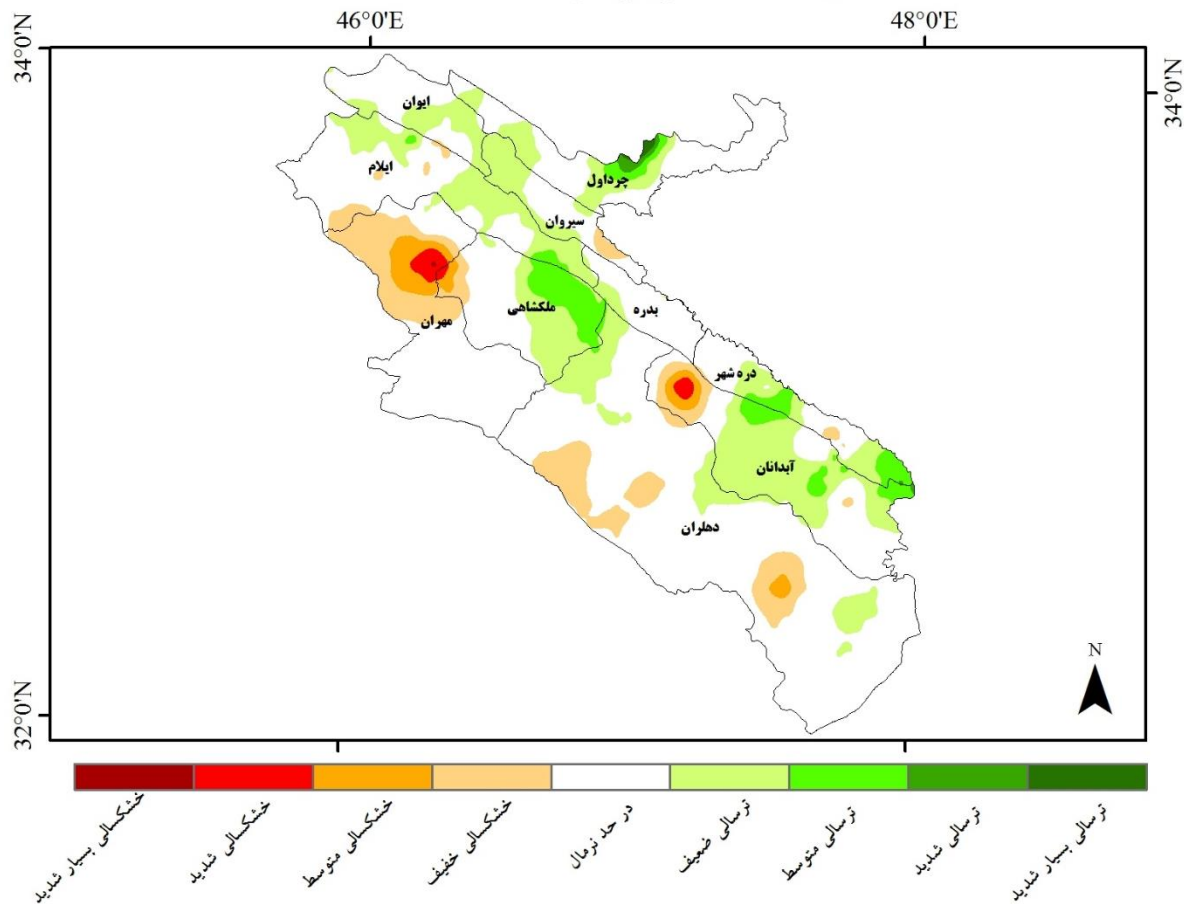 46°0'E
48°0'E
34°0'N
34°0'N
ایوان
ایلام
چرداول
سیروان
مهران
ملکشاهی
بدره
دره شهر
آبدانان
دهلران
N
32°0'N
خشکسالی بسیار شدید
خشکسالی شدید
خشکسالی متوسط
خشکسالی خفیف
در حد نرمال
ترسالی ضعیف
ترسالی متوسط
ترسالی شدید
ترسالی بسیار شدید